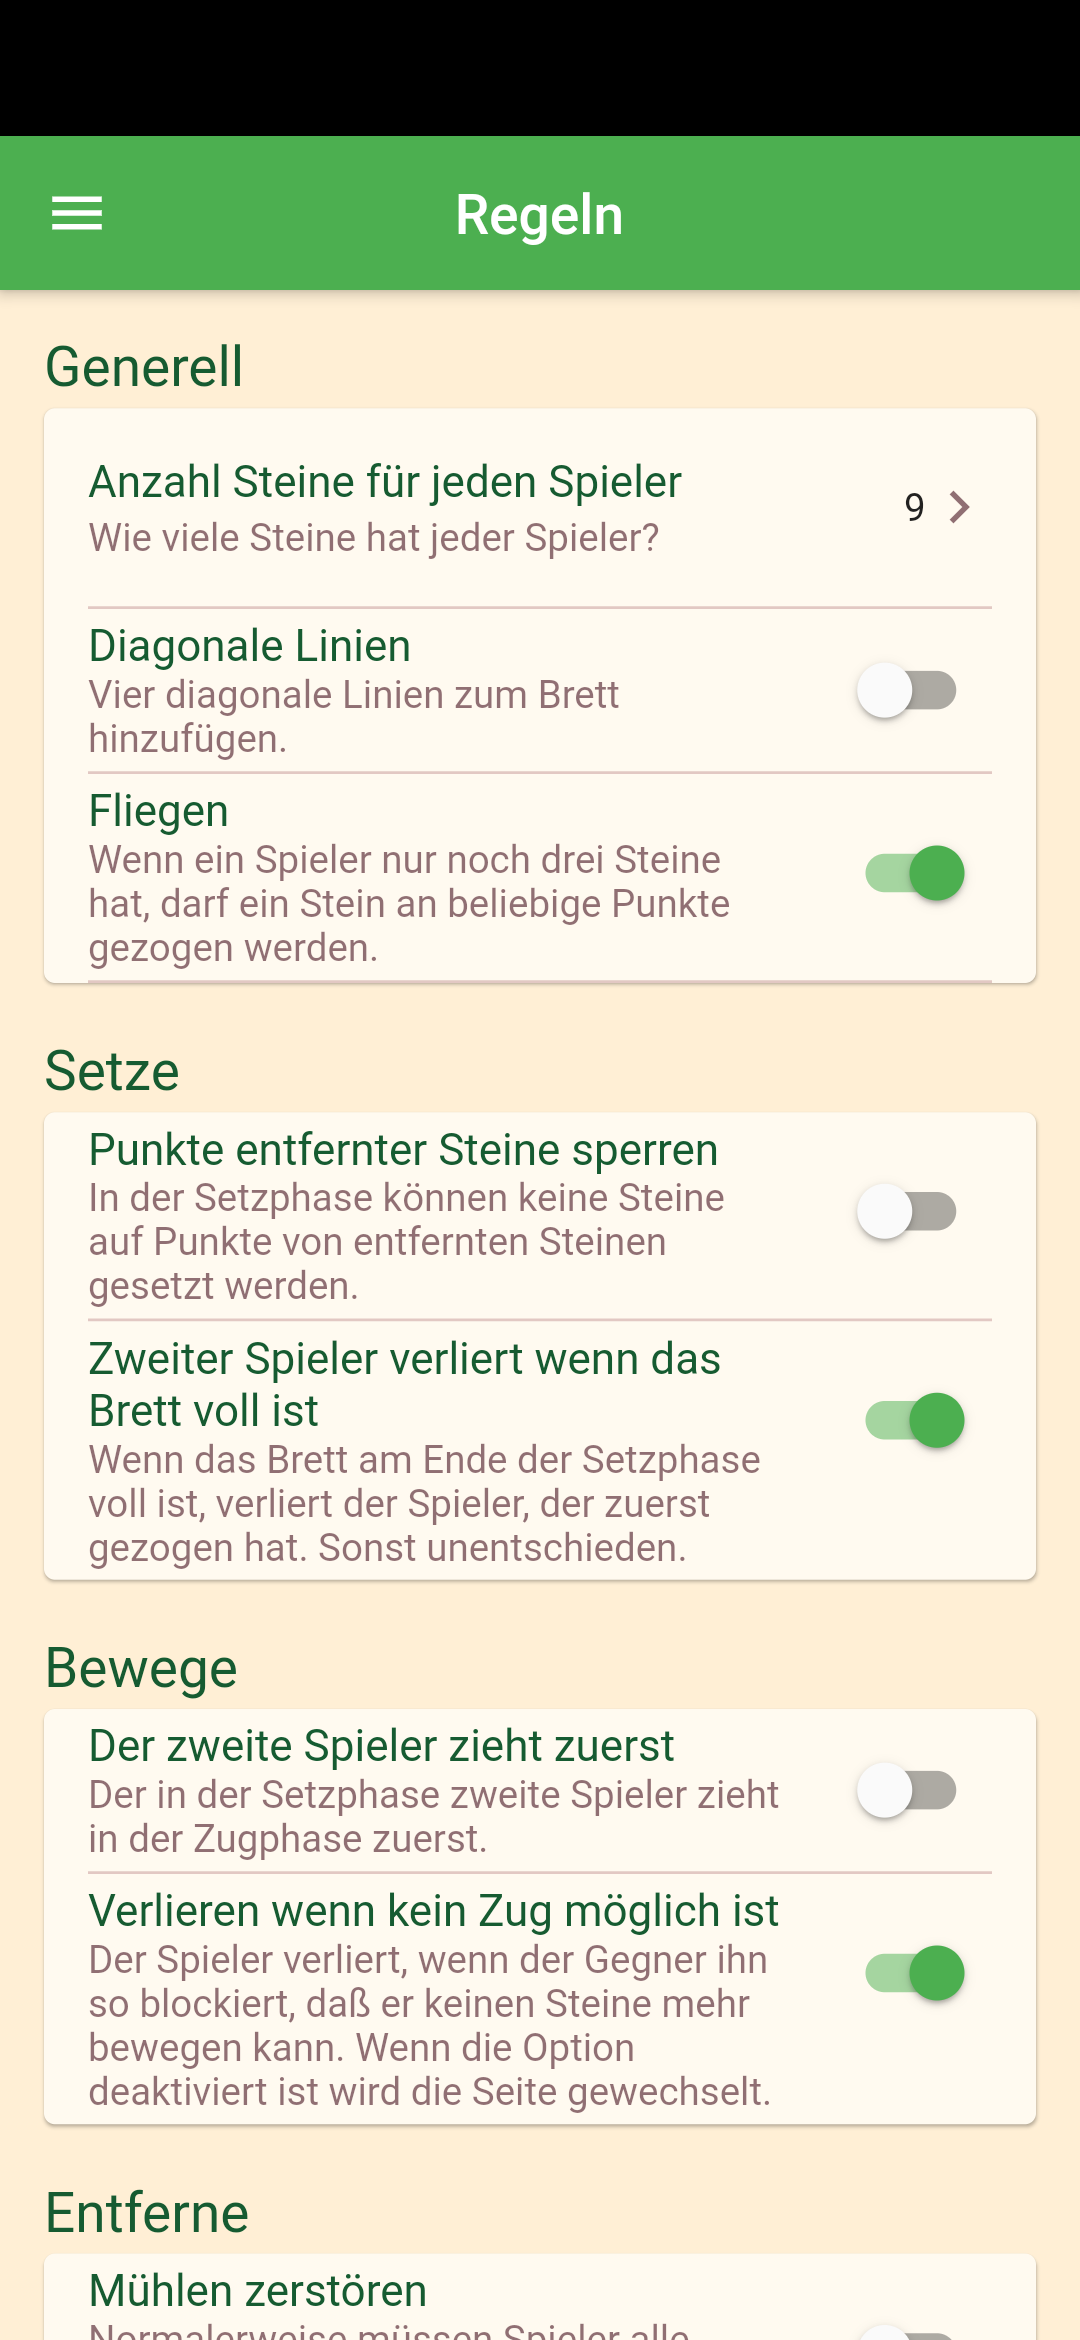 Regeln
Generell
Anzahl Steine für jeden Spieler
Wie viele Steine hat jeder Spieler?
9
Diagonale Linien
Vier diagonale Linien zum Brett
hinzufügen.
Fliegen
Wenn ein Spieler nur noch drei Steine
hat, darf ein Stein an beliebige Punkte
gezogen werden.
Setze
Punkte entfernter Steine sperren
In der Setzphase können keine Steine
auf Punkte von entfernten Steinen
gesetzt werden.
Zweiter Spieler verliert wenn das
Brett voll ist
Wenn das Brett am Ende der Setzphase
voll ist, verliert der Spieler, der zuerst
gezogen hat. Sonst unentschieden.
Bewege
Der zweite Spieler zieht zuerst
Der in der Setzphase zweite Spieler zieht
in der Zugphase zuerst.
Verlieren wenn kein Zug möglich ist
Der Spieler verliert, wenn der Gegner ihn
so blockiert, daß er keinen Steine mehr
bewegen kann. Wenn die Option
deaktiviert ist wird die Seite gewechselt.
Entferne
Mühlen zerstören
Normalerweise müssen Spieler alle